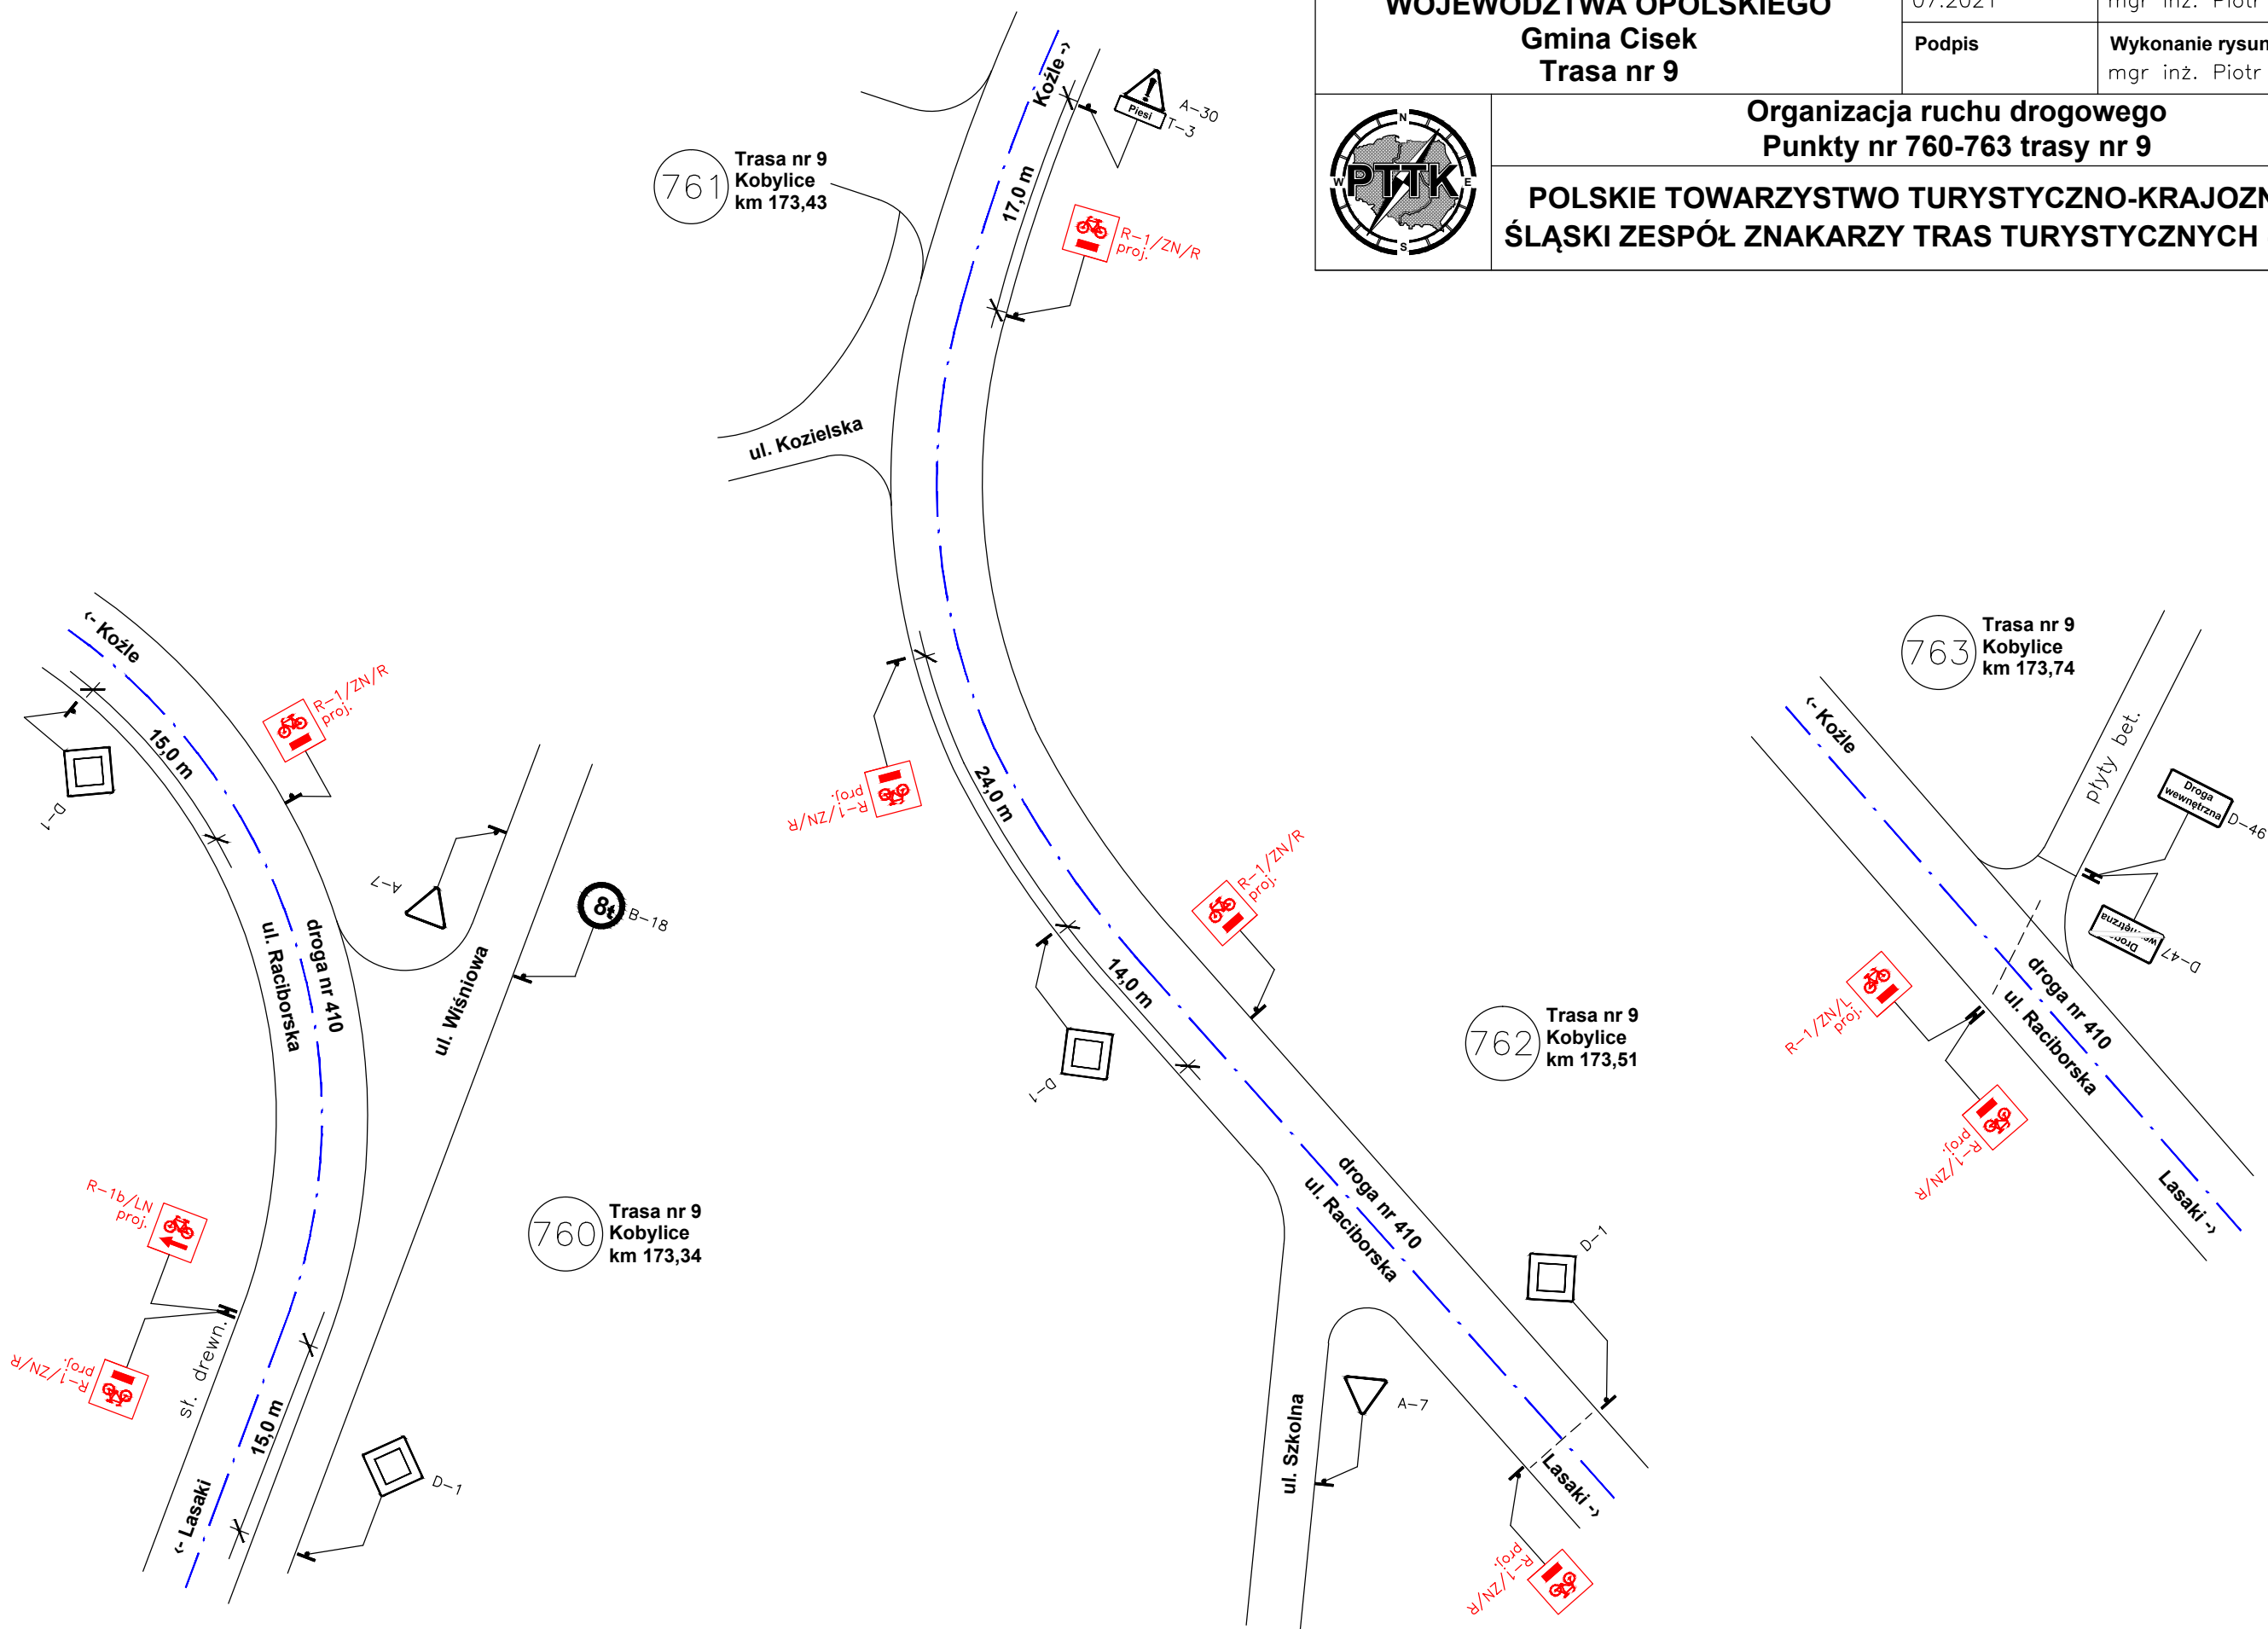 WOJEWÓDZTWA OPOLSKIEGO
Gmina Cisek
Trasa nr 9
07.2021
mgr inż. Piotr
Podpis
Wykonanie rysun
mgr inż. Piotr
N
W
E
S
PTTK
Organizacja ruchu drogowego
Punkty nr 760-763 trasy nr 9
POLSKIE TOWARZYSTWO TURYSTYCZNO-KRAJOZN
ŚLĄSKI ZESPÓŁ ZNAKARZY TRAS TURYSTYCZNYCH
761
Trasa nr 9
Kobylice
km 173,43
Koźle ->
Piesi
A-30
T-3
17,0 m
R-1/ZN/R
proj.
ul. Kozielska
R-1/ZN/R
proj.
24,0 m
14,0 m
D-1
R-1/ZN/R
proj.
762
Trasa nr 9
Kobylice
km 173,51
droga nr 410
ul. Raciborska
D-1
ul. Szkolna
A-7
Lasaki ->
R-1/ZN/R
proj.
<- Koźle
15,0 m
D-1
R-1/ZN/R
proj.
A-7
8t
B-18
droga nr 410
ul. Raciborska
ul. Wiśniowa
760
Trasa nr 9
Kobylice
km 173,34
R-1b/LN
proj.
R-1/ZN/R
proj.
sł. drewn.
15,0 m
<- Lasaki
D-1
763
Trasa nr 9
Kobylice
km 173,74
<- Koźle
płyty bet.
Droga
wewnętrzna
D-46
D-47
droga nr 410
ul. Raciborska
R-1/ZN/L
proj.
R-1/ZN/R
proj.
Lasaki ->